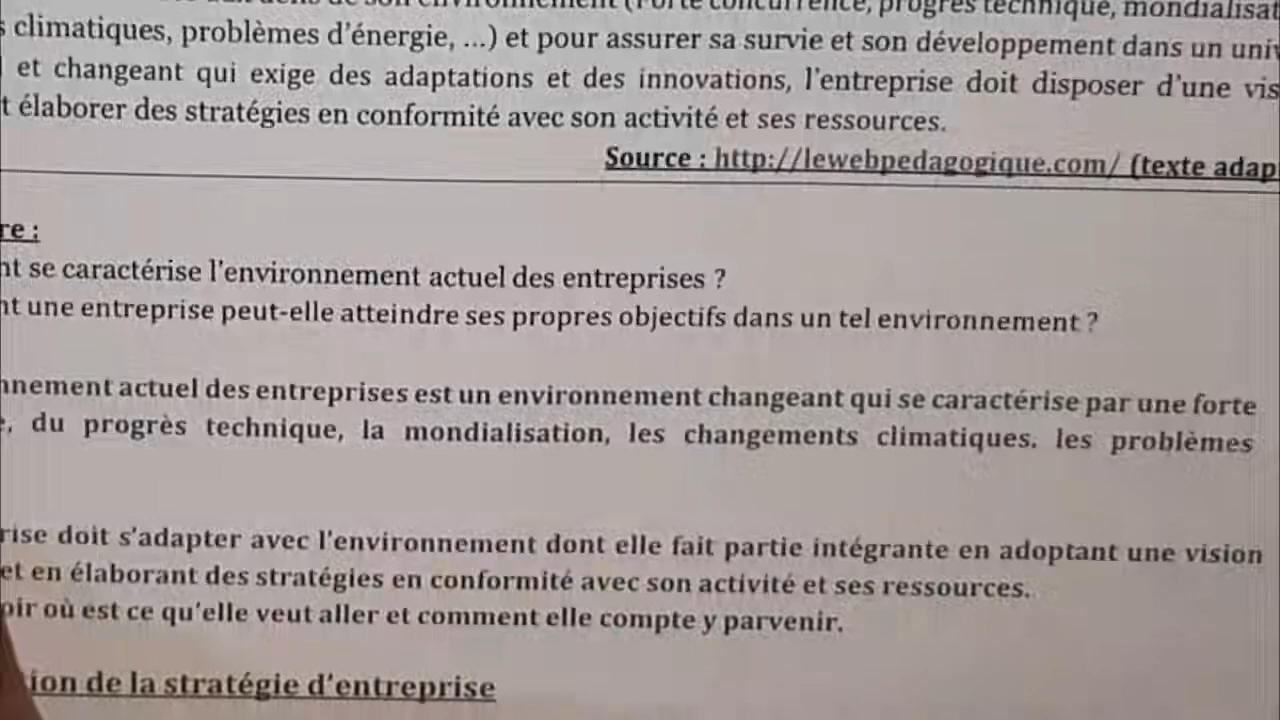 son environnement (Forte concurrence, progrès technique, mondialisat
s climatiques, problèmes d'énergie, ...) et pour assurer sa survie et son développement dans un univ
et changeant qui exige des adaptations et des innovations, l'entreprise doit disposer d'une vis
t élaborer des stratégies en conformité avec son activité et ses ressources.
Source : http://lewebpedagogique.com/ (texte adap
re :
nt se caractérise l'environnement actuel des entreprises ?
nt une entreprise peut-elle atteindre ses propres objectifs dans un tel environnement ?
nnement actuel des entreprises est un environnement changeant qui se caractérise par une forte
e, du progrès technique, la mondialisation, les changements climatiques. les problèmes
rise doit s'adapter avec l'environnement dont elle fait partie intégrante en adoptant une vision
et en élaborant des stratégies en conformité avec son activité et ses ressources.
oir où est ce qu'elle veut aller et comment elle compte y parvenir.
ion de la stratégie d'entreprise